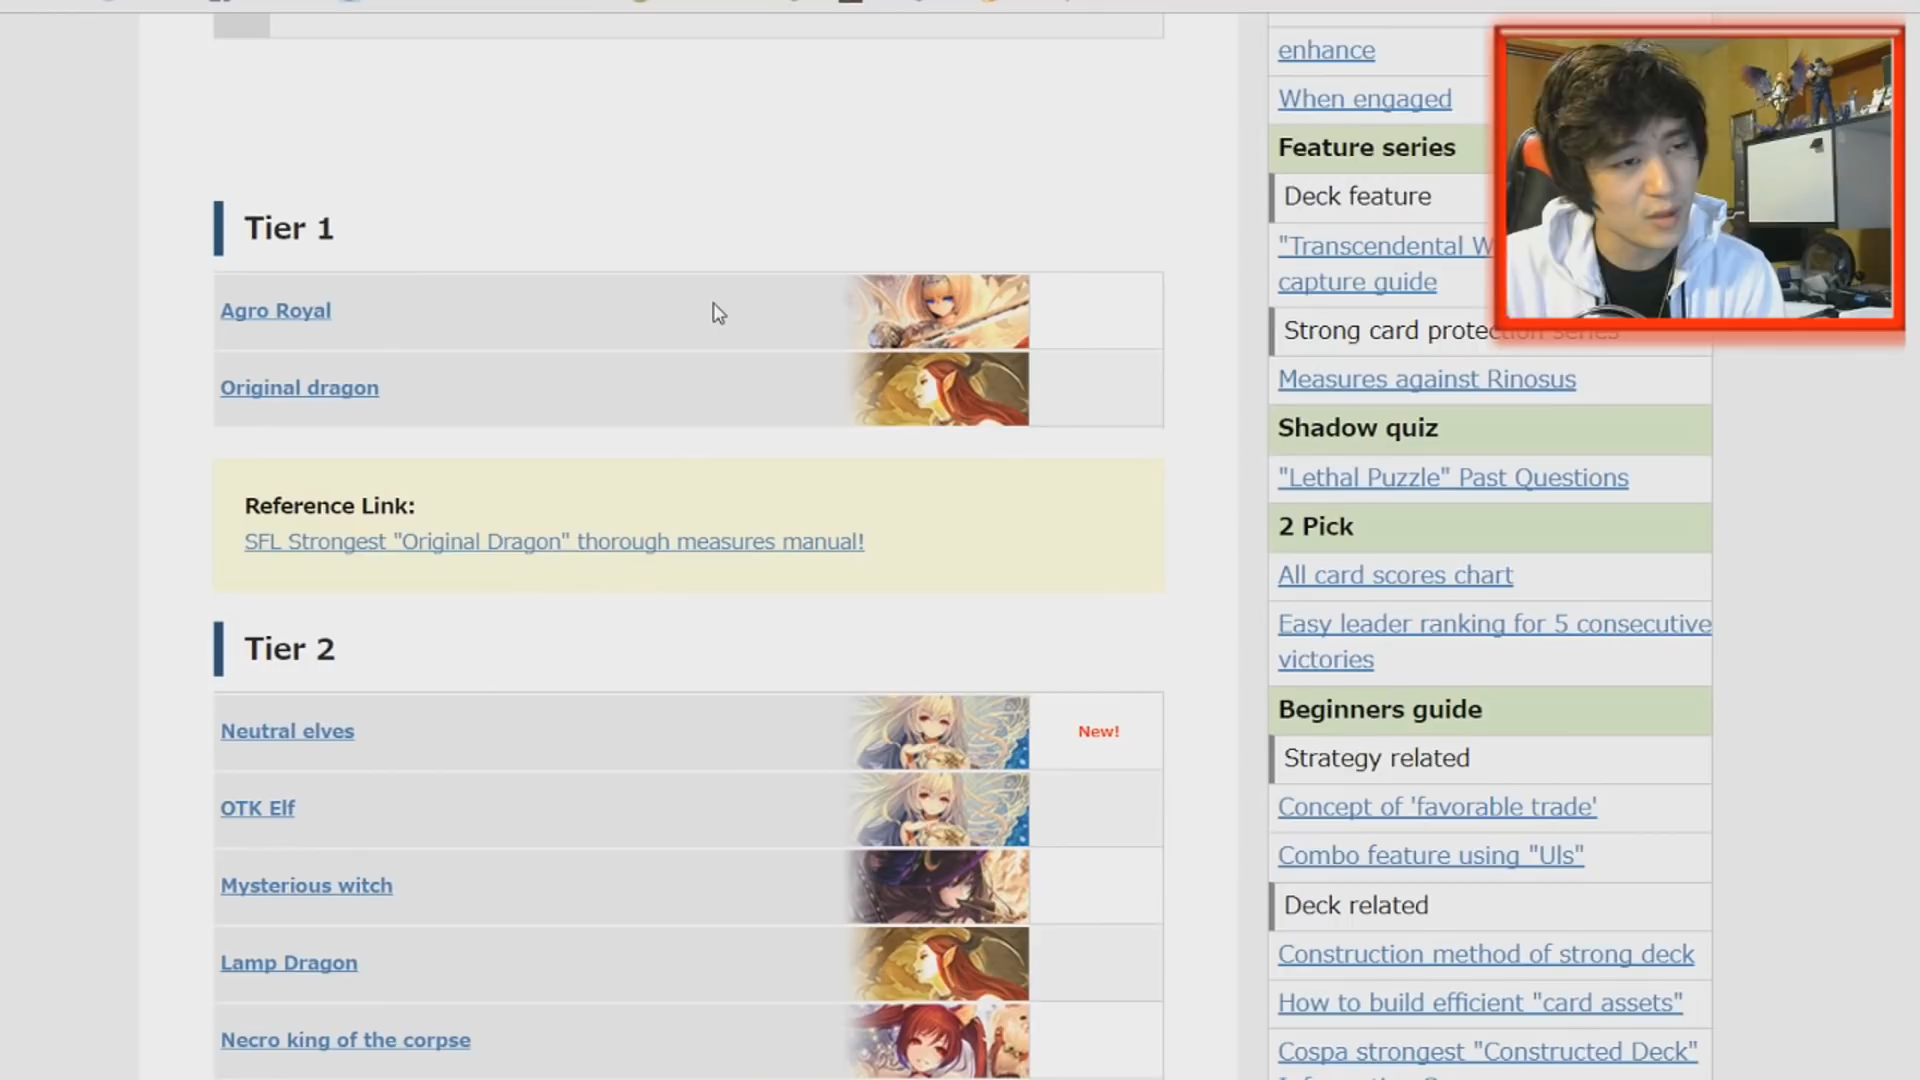 Tier 1
Agro Royal
Original dragon
Reference Link:
SFL Strongest "Original Dragon" thorough measures manual!
Tier 2
Neutral elves
New!
OTK Elf
Mysterious witch
Lamp Dragon
Necro king of the corpse
enhance
When engaged
Feature series
Deck feature
"Transcendental W
capture guide
Strong card protection series
Measures against Rinosus
Shadow quiz
"Lethal Puzzle" Past Questions
2 Pick
All card scores chart
Easy leader ranking for 5 consecutive
victories
Beginners guide
Strategy related
Concept of 'favorable trade'
Combo feature using "Uls"
Deck related
Construction method of strong deck
How to build efficient "card assets"
Cospa strongest "Constructed Deck"